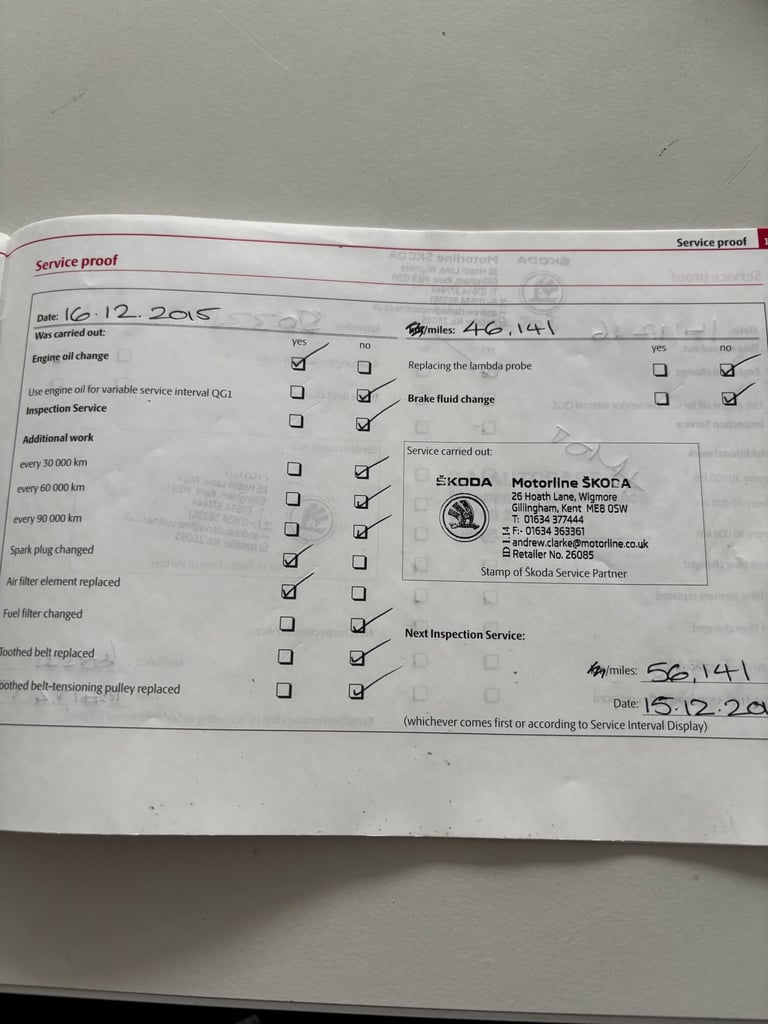 Service proof
Service proof
Date: 16.12.2015
/miles: 46,141
Was carried out:
yes
no
yes
no
Engine oil change
Replacing the lambda probe
Use engine oil for variable service interval QG1
Brake fluid change
Inspection Service
Additional work
Service carried out:
every 30 000 km
ŠKODA
Motorline ŠKODA
26 Hoath Lane, Wigmore
Gillingham, Kent ME8 0SW
T: 01634 377444
F:- 01634 363361
andrew.clarke@motorline.co.uk
Retailer No. 26085
Stamp of Škoda Service Partner
every 60 000 km
every 90 000 km
Spark plug changed
Air filter element replaced
Fuel filter changed
Next Inspection Service:
Toothed belt replaced
/miles: 56,141
oothed belt-tensioning pulley replaced
Date: 15.12.20
(whichever comes first or according to Service Interval Display)